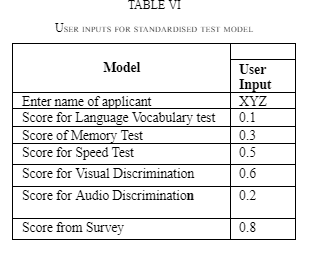 TABLE VI
USER INPUTS FOR STANDARDISED TEST MODEL
Model
User
Input
Enter name of applicant XYZ
Score for Language Vocabulary test 0.1
Score of Memory Test 0.3
Score for Speed Test 0.5
Score for Visual Discrimination 0.6
Score for Audio Discrimination 0.2
Score from Survey 0.8